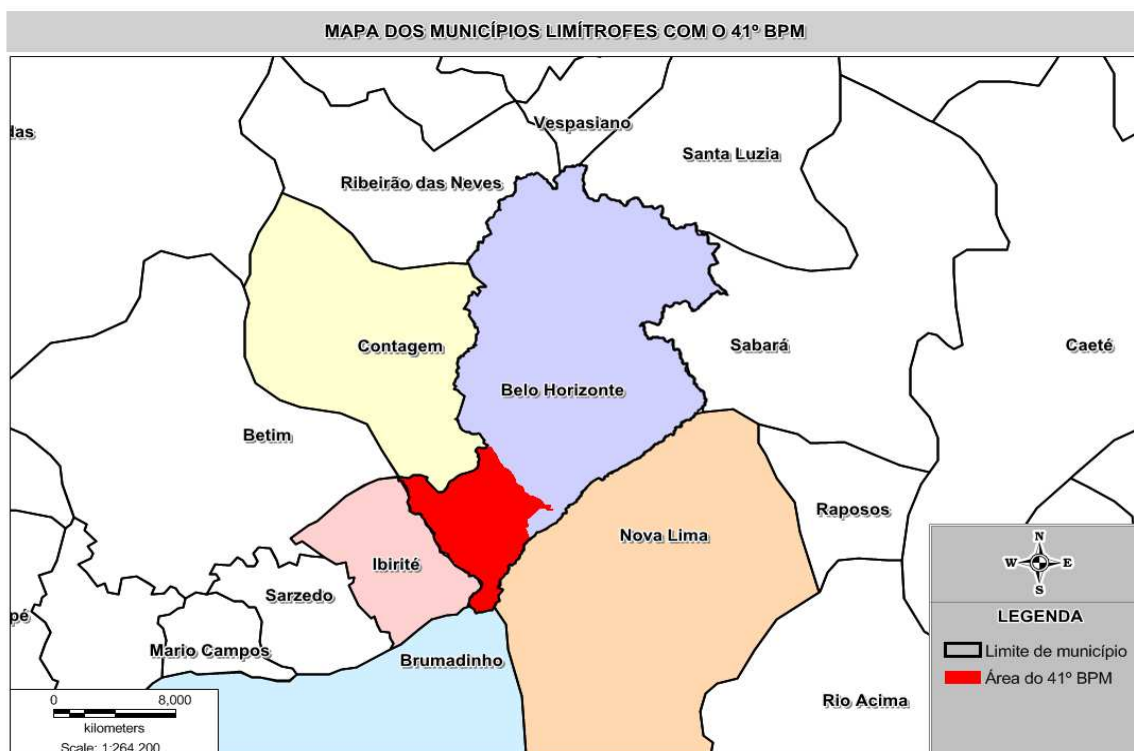 MAPA DOS MUNICÍPIOS LIMÍTROFES COM O 41º BPM
das
Vespasiano
Santa Luzia
Ribeirão das Neves
Contagem
Sabará
Caeté
Belo Horizonte
Betim
Raposos
Nova Lima
Ibirité
Sarzedo
pé
Mario Campos
Brumadinho
Rio Acima
N
W E
S
LEGENDA
Limite de município
Área do 41º BPM
0 8,000
kilometers
Scale: 1:264,200